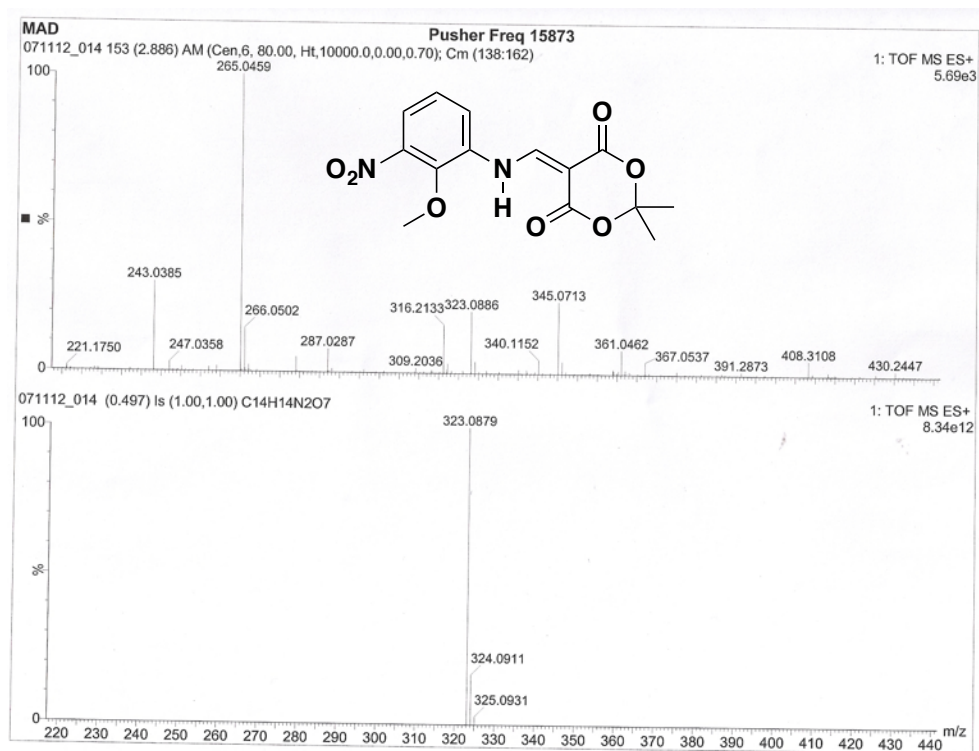 MAD
Pusher Freq 15873
071112_014 153 (2.886) AM (Cen,6, 80.00, Ht,10000.0,0.00,0.70); Cm (138:162)
1: TOF MS ES+
5.69e3
100
265.0459
O
O₂N
N
H
O
O
O
O
%
243.0385
221.1750
247.0358
266.0502
287.0287
309.2036
316.2133
323.0886
340.1152
345.0713
361.0462
367.0537
391.2873
408.3108
430.2447
0
071112_014 (0.497) Is (1.00,1.00) C14H14N2O7
1: TOF MS ES+
8.34e12
100
323.0879
%
324.0911
325.0931
0
220 230 240 250 260 270 280 290 300 310 320 330 340 350 360 370 380 390 400 410 420 430 440 m/z